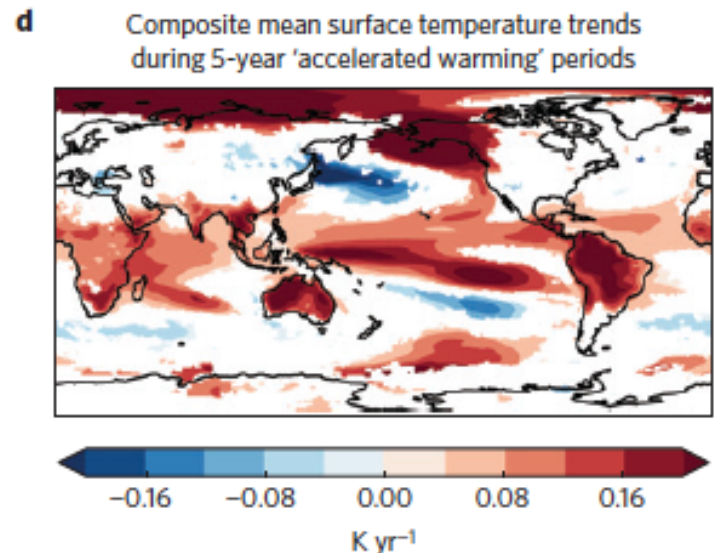 d
Composite mean surface temperature trends
during 5-year ‘accelerated warming’ periods
−0.16 −0.08 0.00 0.08 0.16
K yr⁻¹